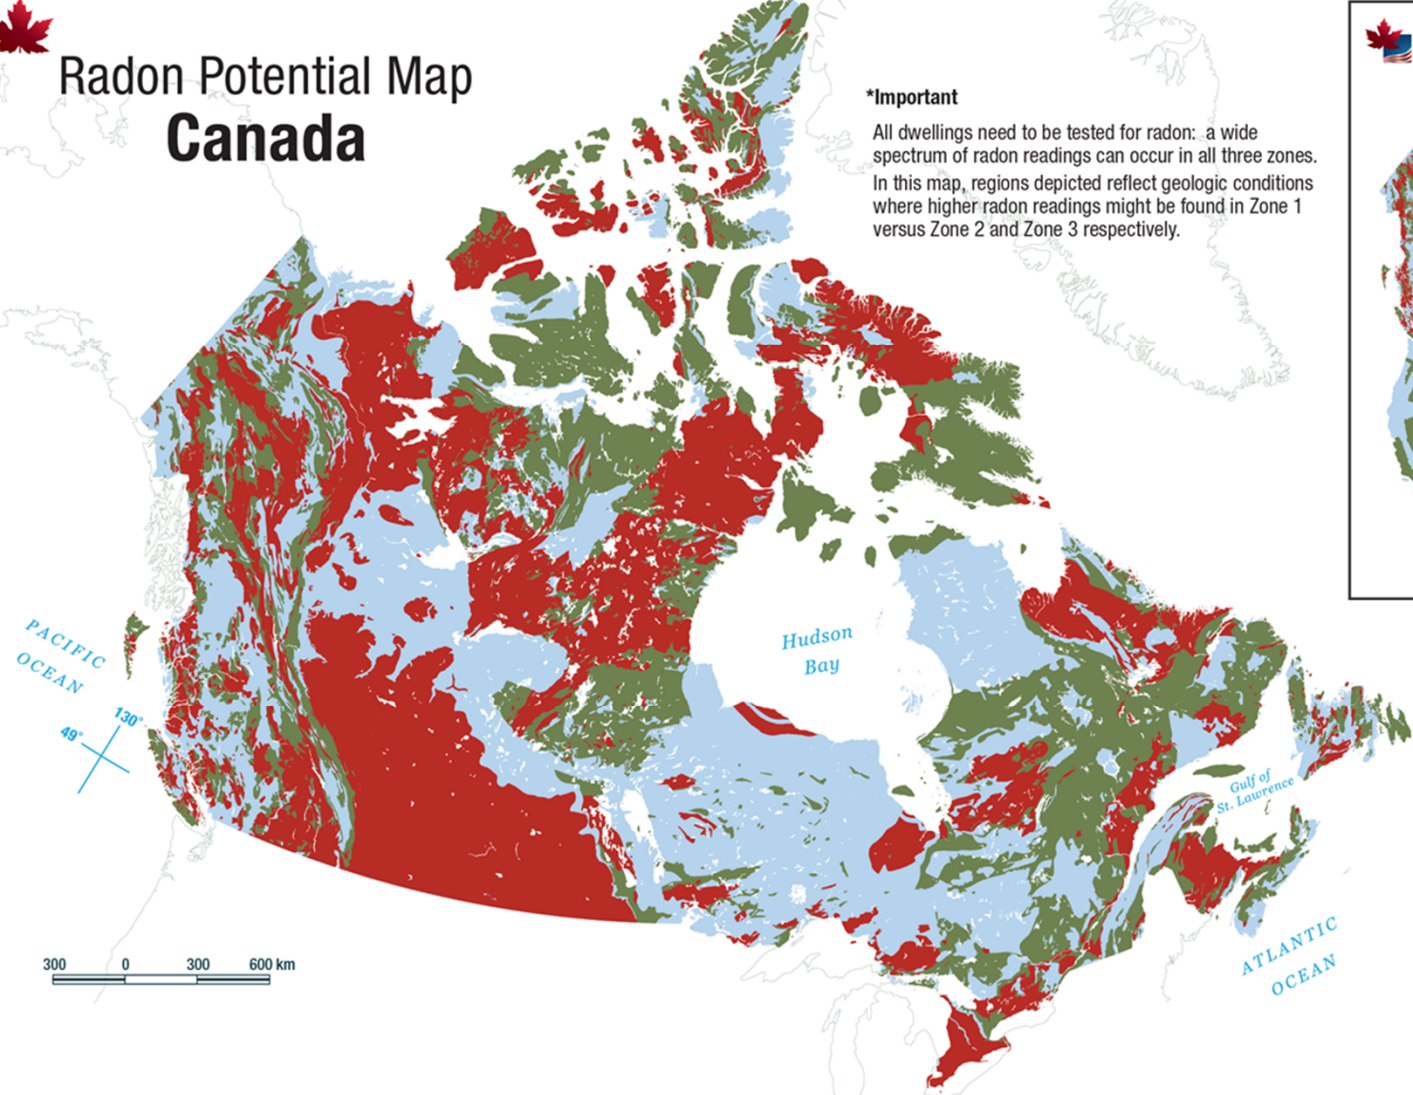 Radon Potential Map
Canada
*Important
All dwellings need to be tested for radon: a wide
spectrum of radon readings can occur in all three zones.
In this map, regions depicted reflect geologic conditions
where higher radon readings might be found in Zone 1
versus Zone 2 and Zone 3 respectively.
Hudson
Bay
PACIFIC
OCEAN
130°
49°
Gulf of
St. Lawrence
ATLANTIC
OCEAN
300 0 300 600 km